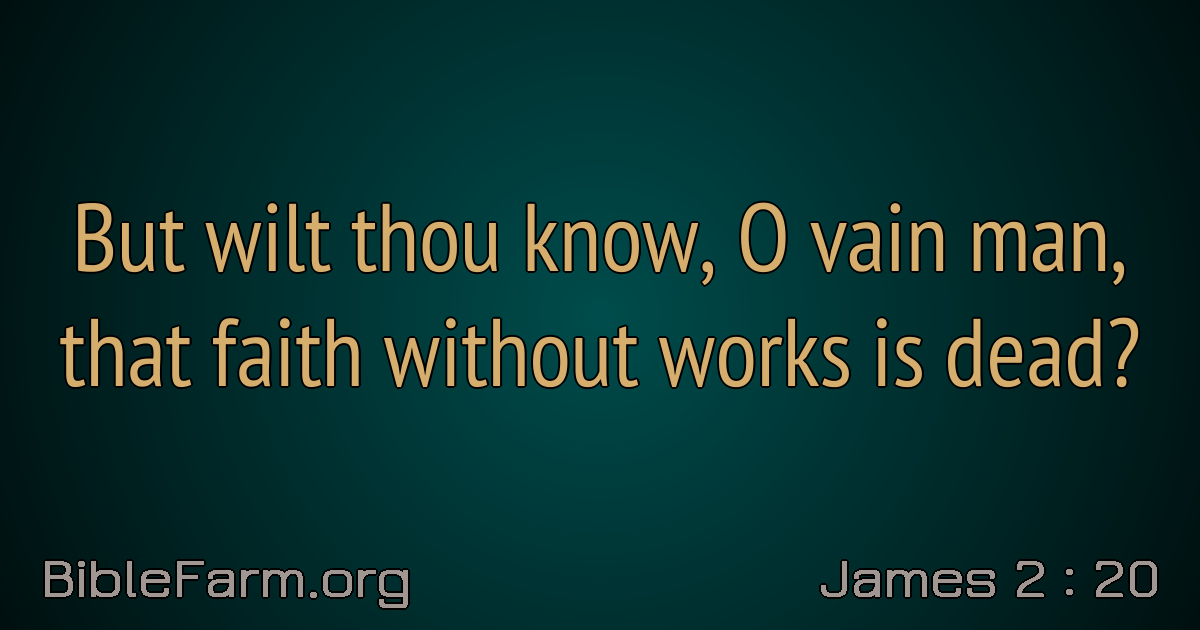 But wilt thou know, O vain man,
that faith without works is dead?
BibleFarm.org
James 2 : 20